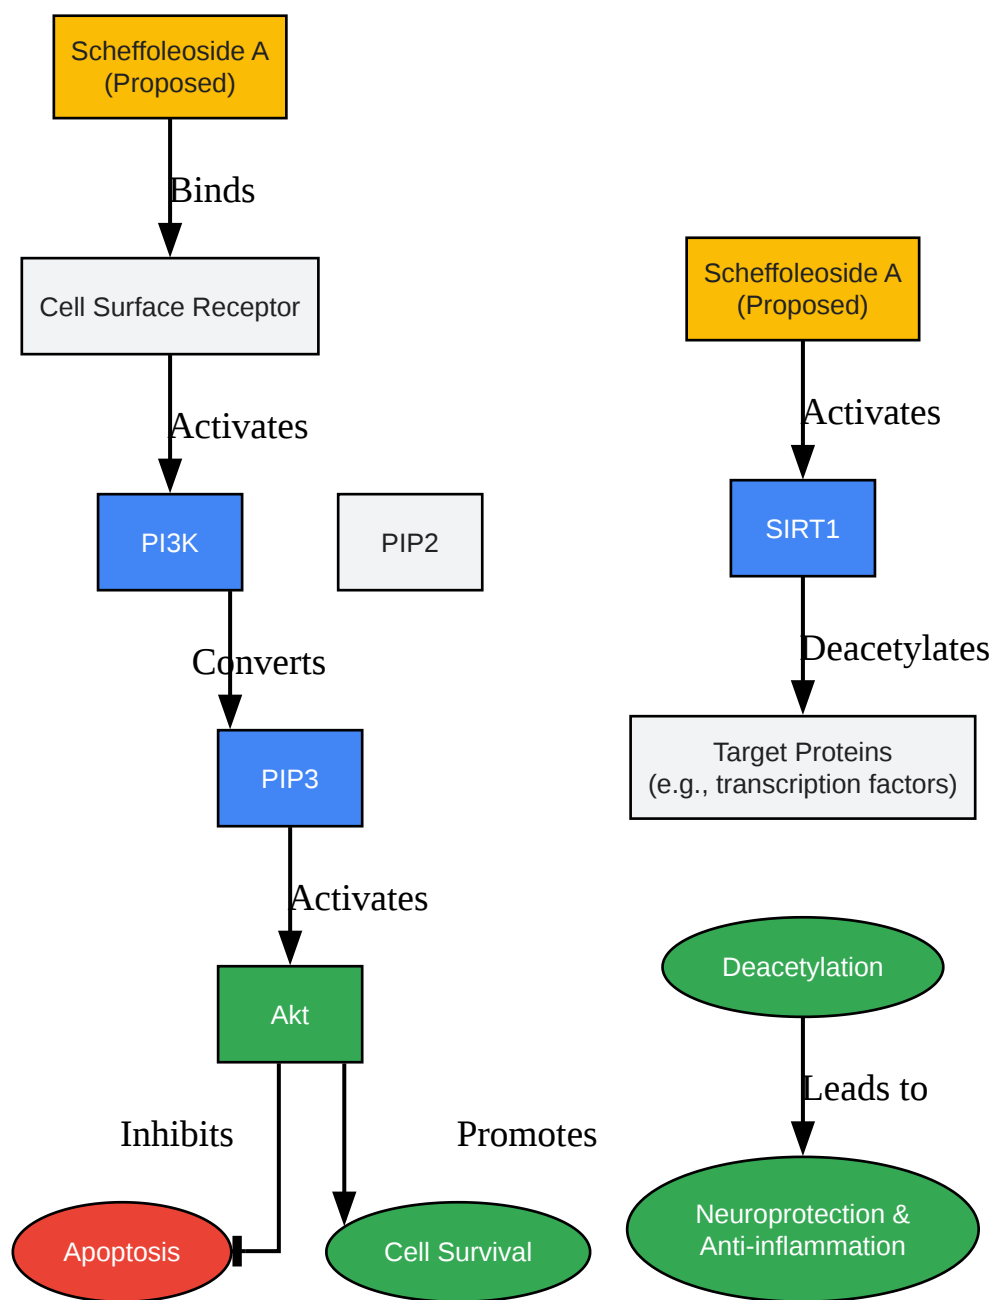 Scheffoleoside A
(Proposed)
Binds
Cell Surface Receptor
Activates
PI3K
PIP2
Converts
PIP3
Activates
Akt
Inhibits
Promotes
Apoptosis
Cell Survival
Scheffoleoside A
(Proposed)
Activates
SIRT1
Deacetylates
Target Proteins
(e.g., transcription factors)
Deacetylation
Leads to
Neuroprotection &
Anti-inflammation